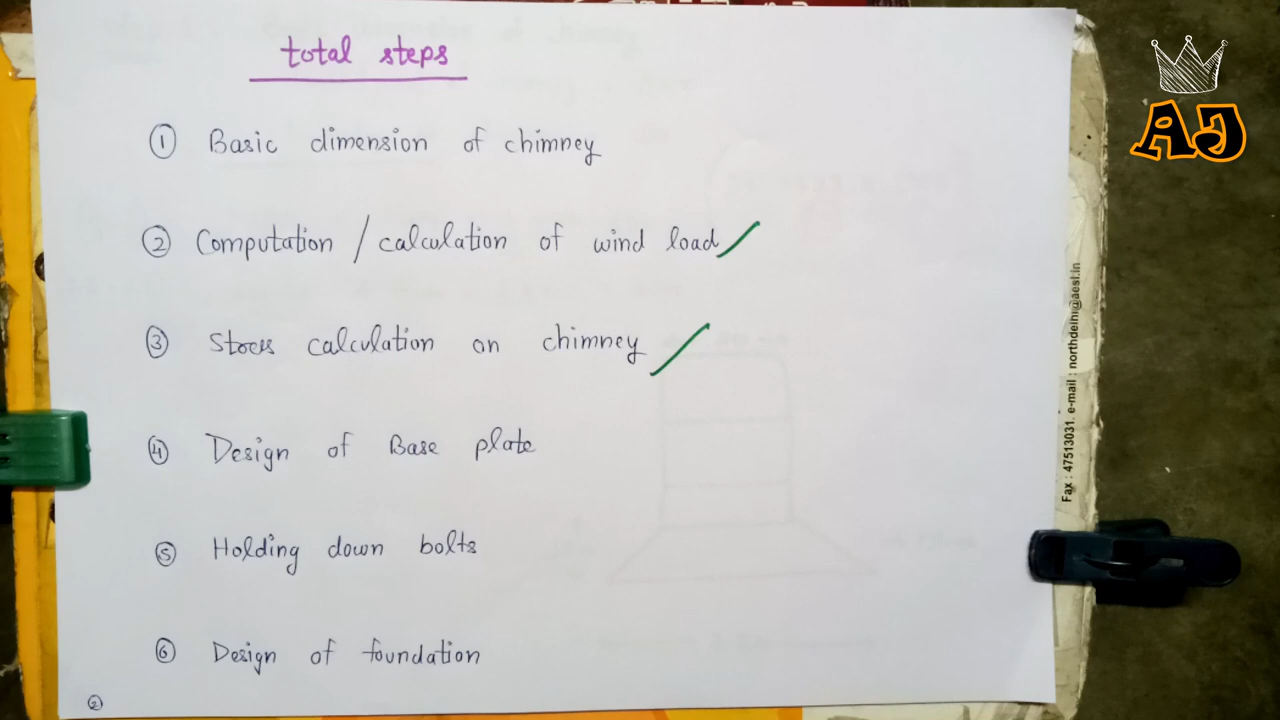 total steps
① Basic dimension of chimney
② Computation / calculation of wind load
③ Stress calculation on chimney
④ Design of Base plate
⑤ Holding down bolts
⑥ Design of foundation
②
AJ
Fax : 47513031. e-mail : northdelhi@aesl.in